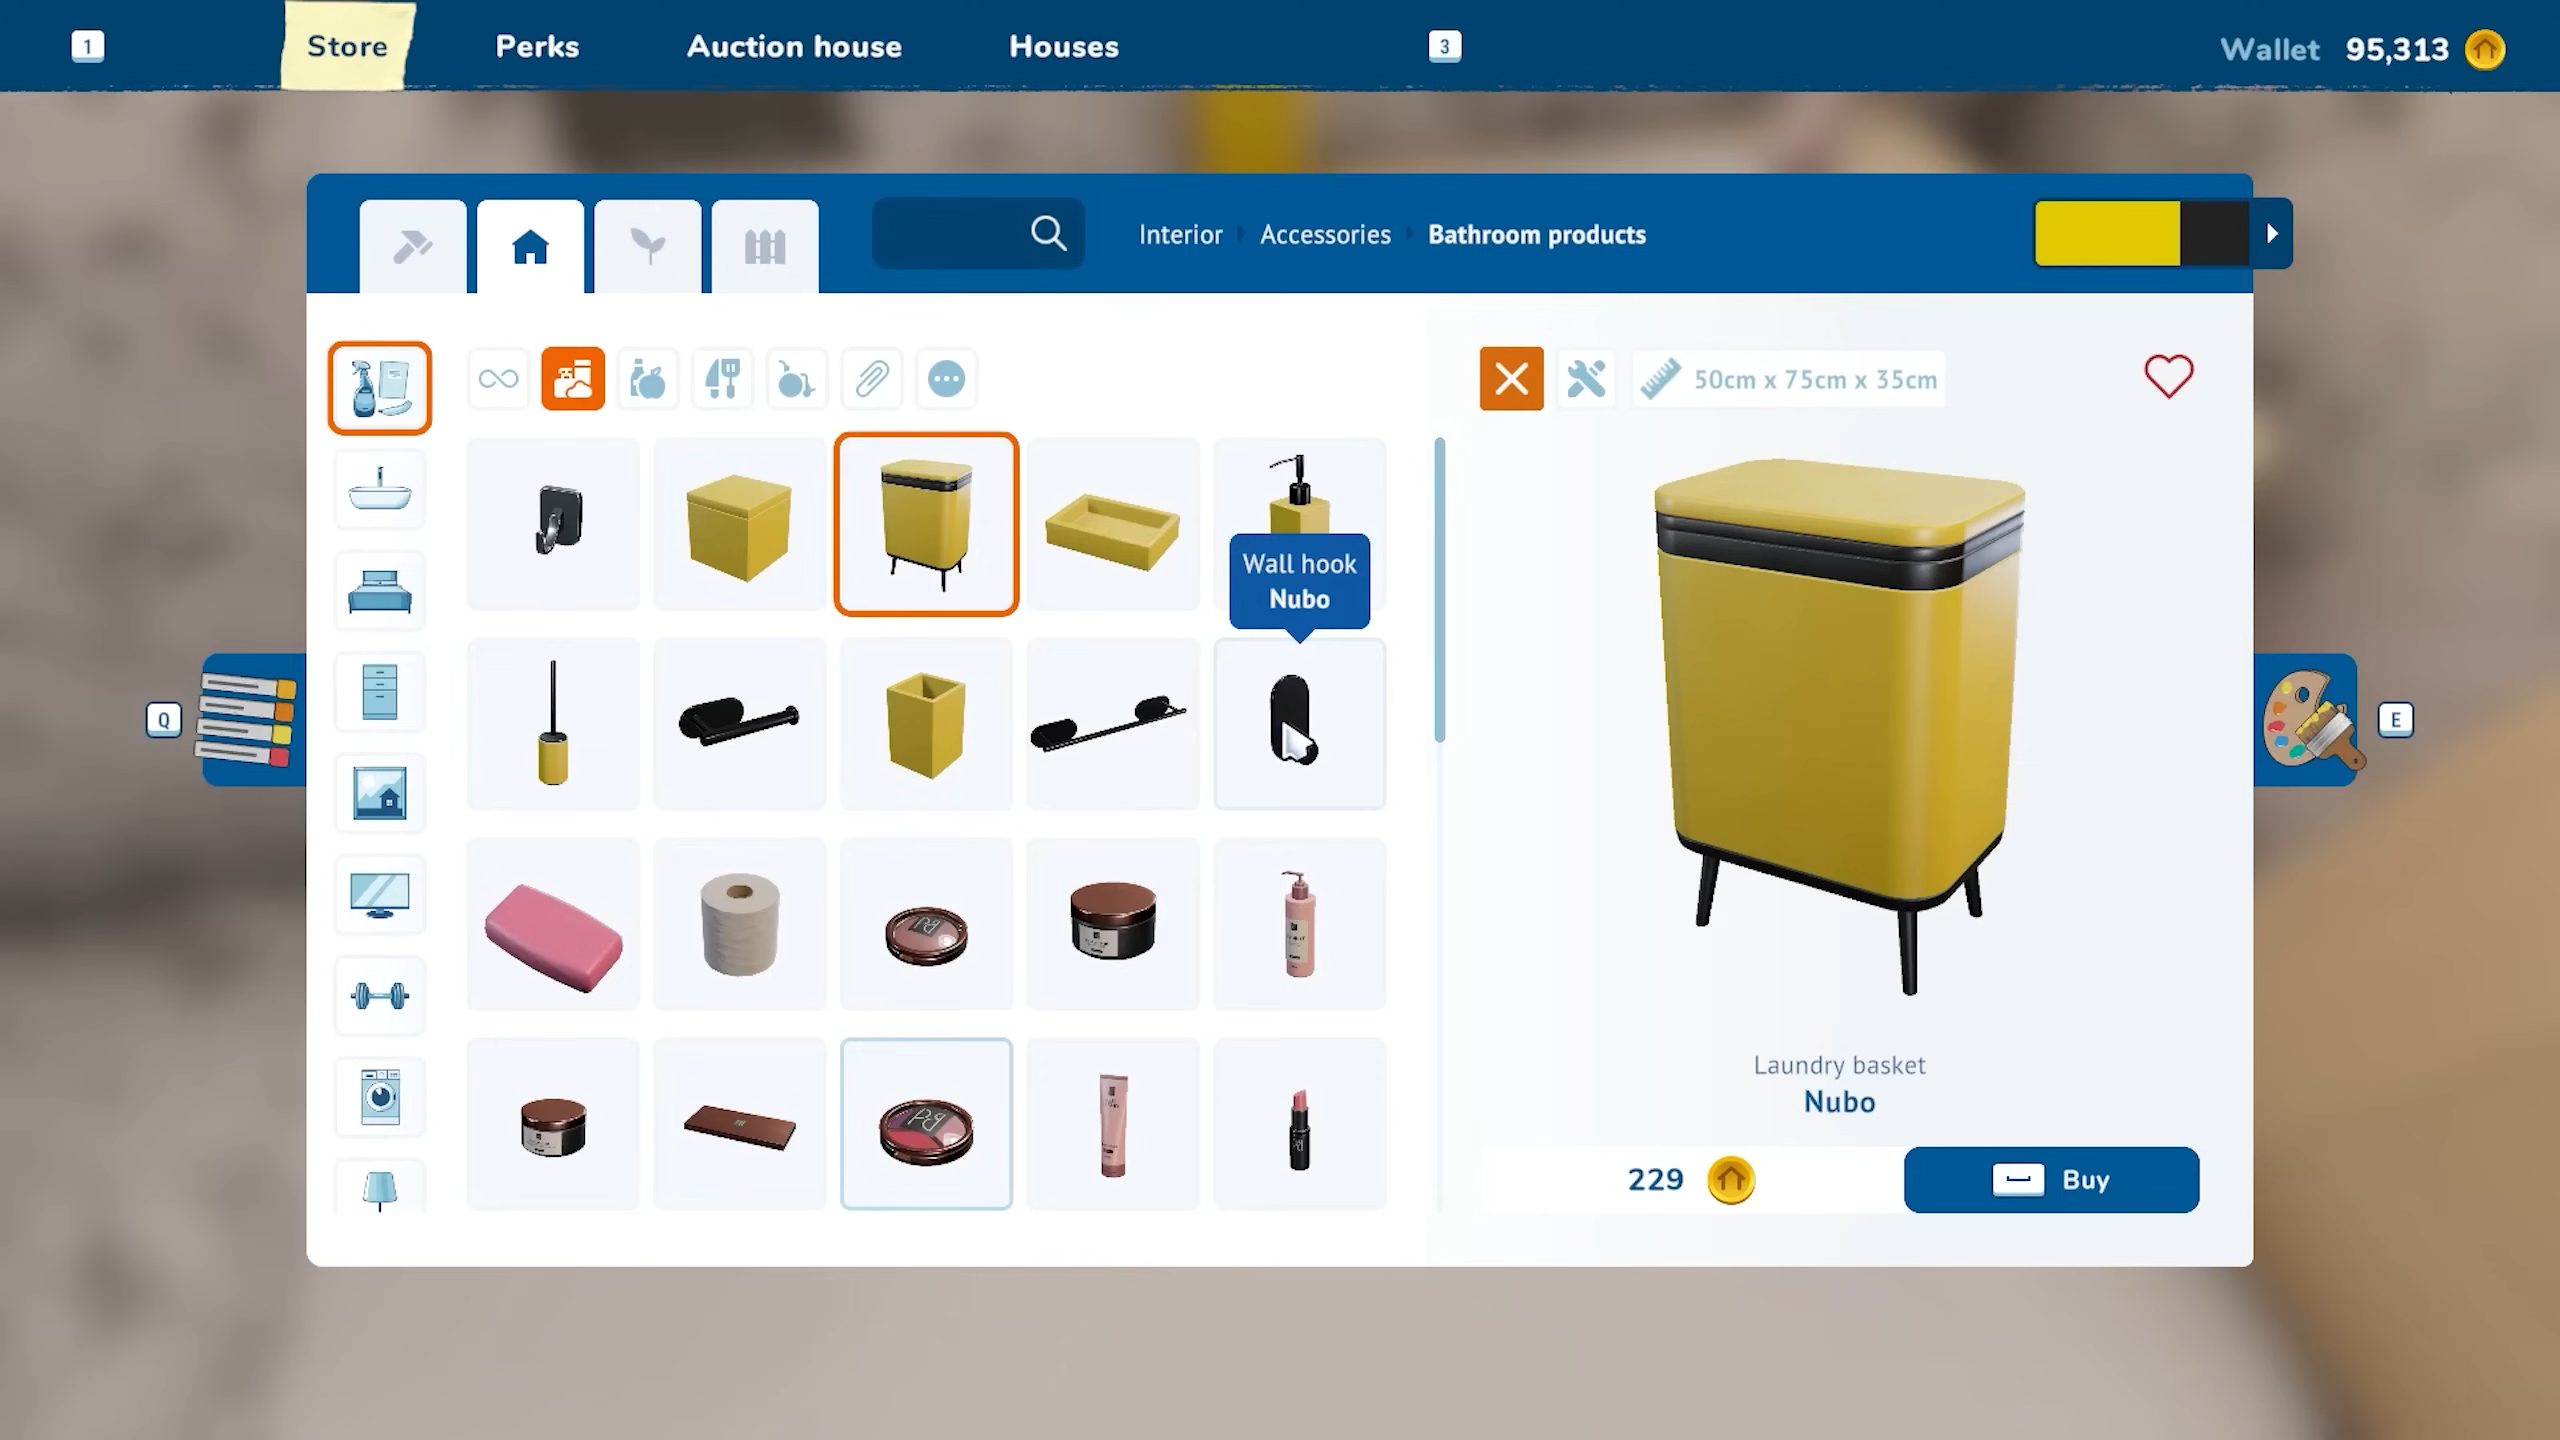 1
Store
Perks
Auction house
Houses
3
Wallet 95,313
Interior
Accessories
Bathroom products
50cm x 75cm x 35cm
Wall hook
Nubo
Q
E
Laundry basket
Nubo
229
Buy